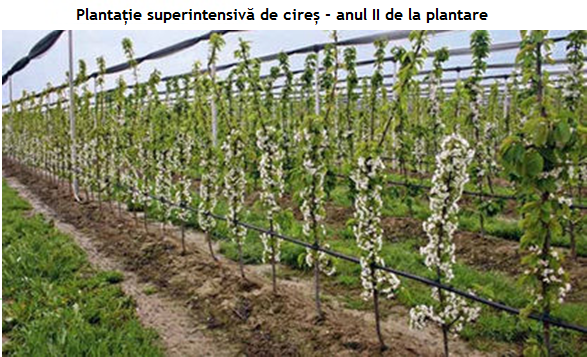 Plantație superintensivă de cireș - anul II de la plantare